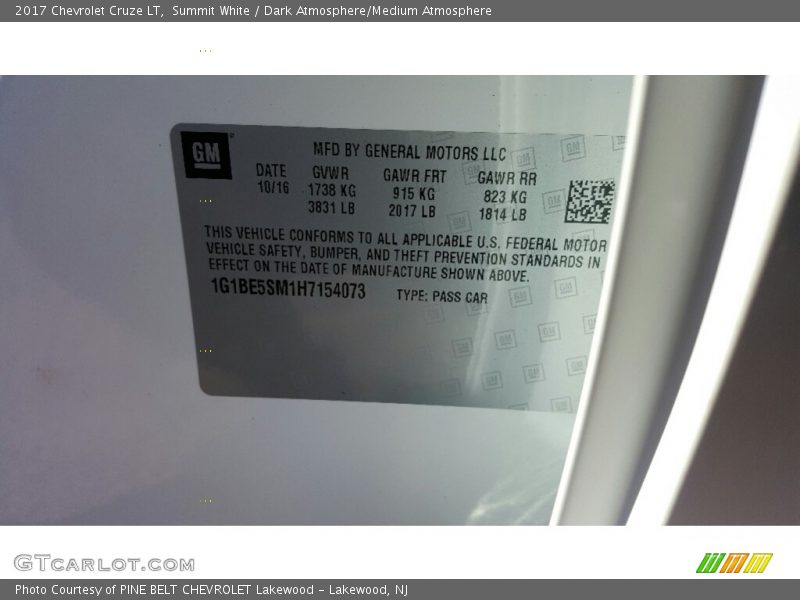 2017 Chevrolet Cruze LT, Summit White / Dark Atmosphere/Medium Atmosphere
GM
MFD BY GENERAL MOTORS LLC
DATE GVWR GAWR FRT GAWR RR
10/16 1738 KG 915 KG 823 KG
3831 LB 2017 LB 1814 LB
THIS VEHICLE CONFORMS TO ALL APPLICABLE U.S. FEDERAL MOTOR
VEHICLE SAFETY, BUMPER, AND THEFT PREVENTION STANDARDS IN
EFFECT ON THE DATE OF MANUFACTURE SHOWN ABOVE.
1G1BE5SM1H7154073 TYPE: PASS CAR
GTCARLOT.COM
Photo Courtesy of PINE BELT CHEVROLET Lakewood - Lakewood, NJ